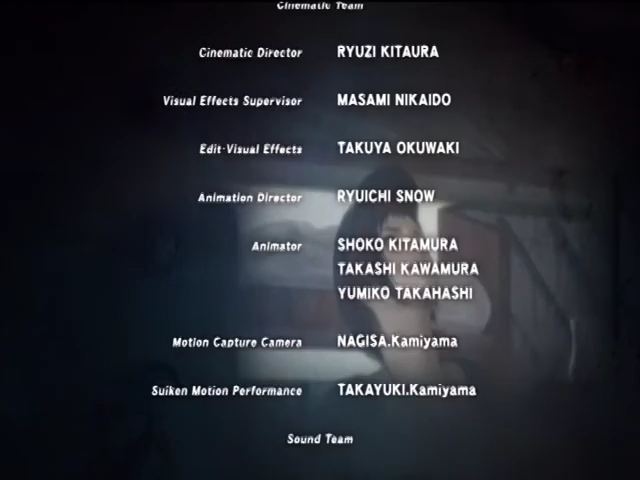 Cinematic Team
Cinematic Director RYUZI KITAURA
Visual Effects Supervisor MASAMI NIKAIDO
Edit-Visual Effects TAKUYA OKUWAKI
Animation Director RYUICHI SNOW
Animator SHOKO KITAMURA
TAKASHI KAWAMURA
YUMIKO TAKAHASHI
Motion Capture Camera NAGISA.Kamiyama
Suiken Motion Performance TAKAYUKI.Kamiyama
Sound Team